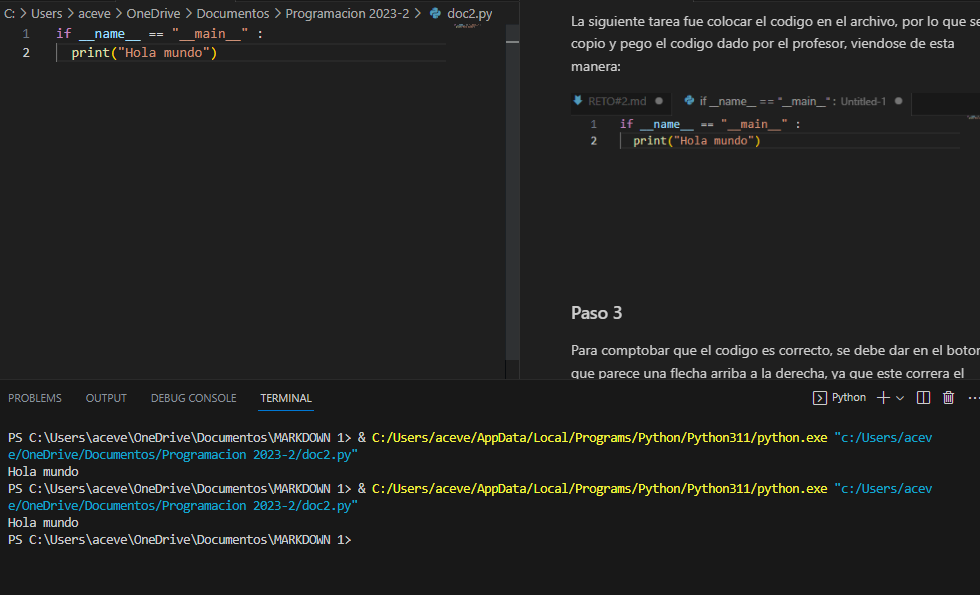 C: > Users > aceve > OneDrive > Documentos > Programacion 2023-2 > doc2.py
1 if __name__ == "__main__" :
2 print("Hola mundo")
La siguiente tarea fue colocar el codigo en el archivo, por lo que se
copio y pego el codigo dado por el profesor, viendose de esta
manera:
RETO#2.md ● if __name__ == "__main__" : Untitled-1 ●
1 if __name__ == "__main__" :
2 print("Hola mundo")
Paso 3
Para comptobar que el codigo es correcto, se debe dar en el boton
que parece una flecha arriba a la derecha, ya que este correra el
PROBLEMS OUTPUT DEBUG CONSOLE TERMINAL Python
PS C:\Users\aceve\OneDrive\Documentos\MARKDOWN 1> & C:/Users/aceve/AppData/Local/Programs/Python/Python311/python.exe "c:/Users/acev
e/OneDrive/Documentos/Programacion 2023-2/doc2.py"
Hola mundo
PS C:\Users\aceve\OneDrive\Documentos\MARKDOWN 1> & C:/Users/aceve/AppData/Local/Programs/Python/Python311/python.exe "c:/Users/acev
e/OneDrive/Documentos/Programacion 2023-2/doc2.py"
Hola mundo
PS C:\Users\aceve\OneDrive\Documentos\MARKDOWN 1>